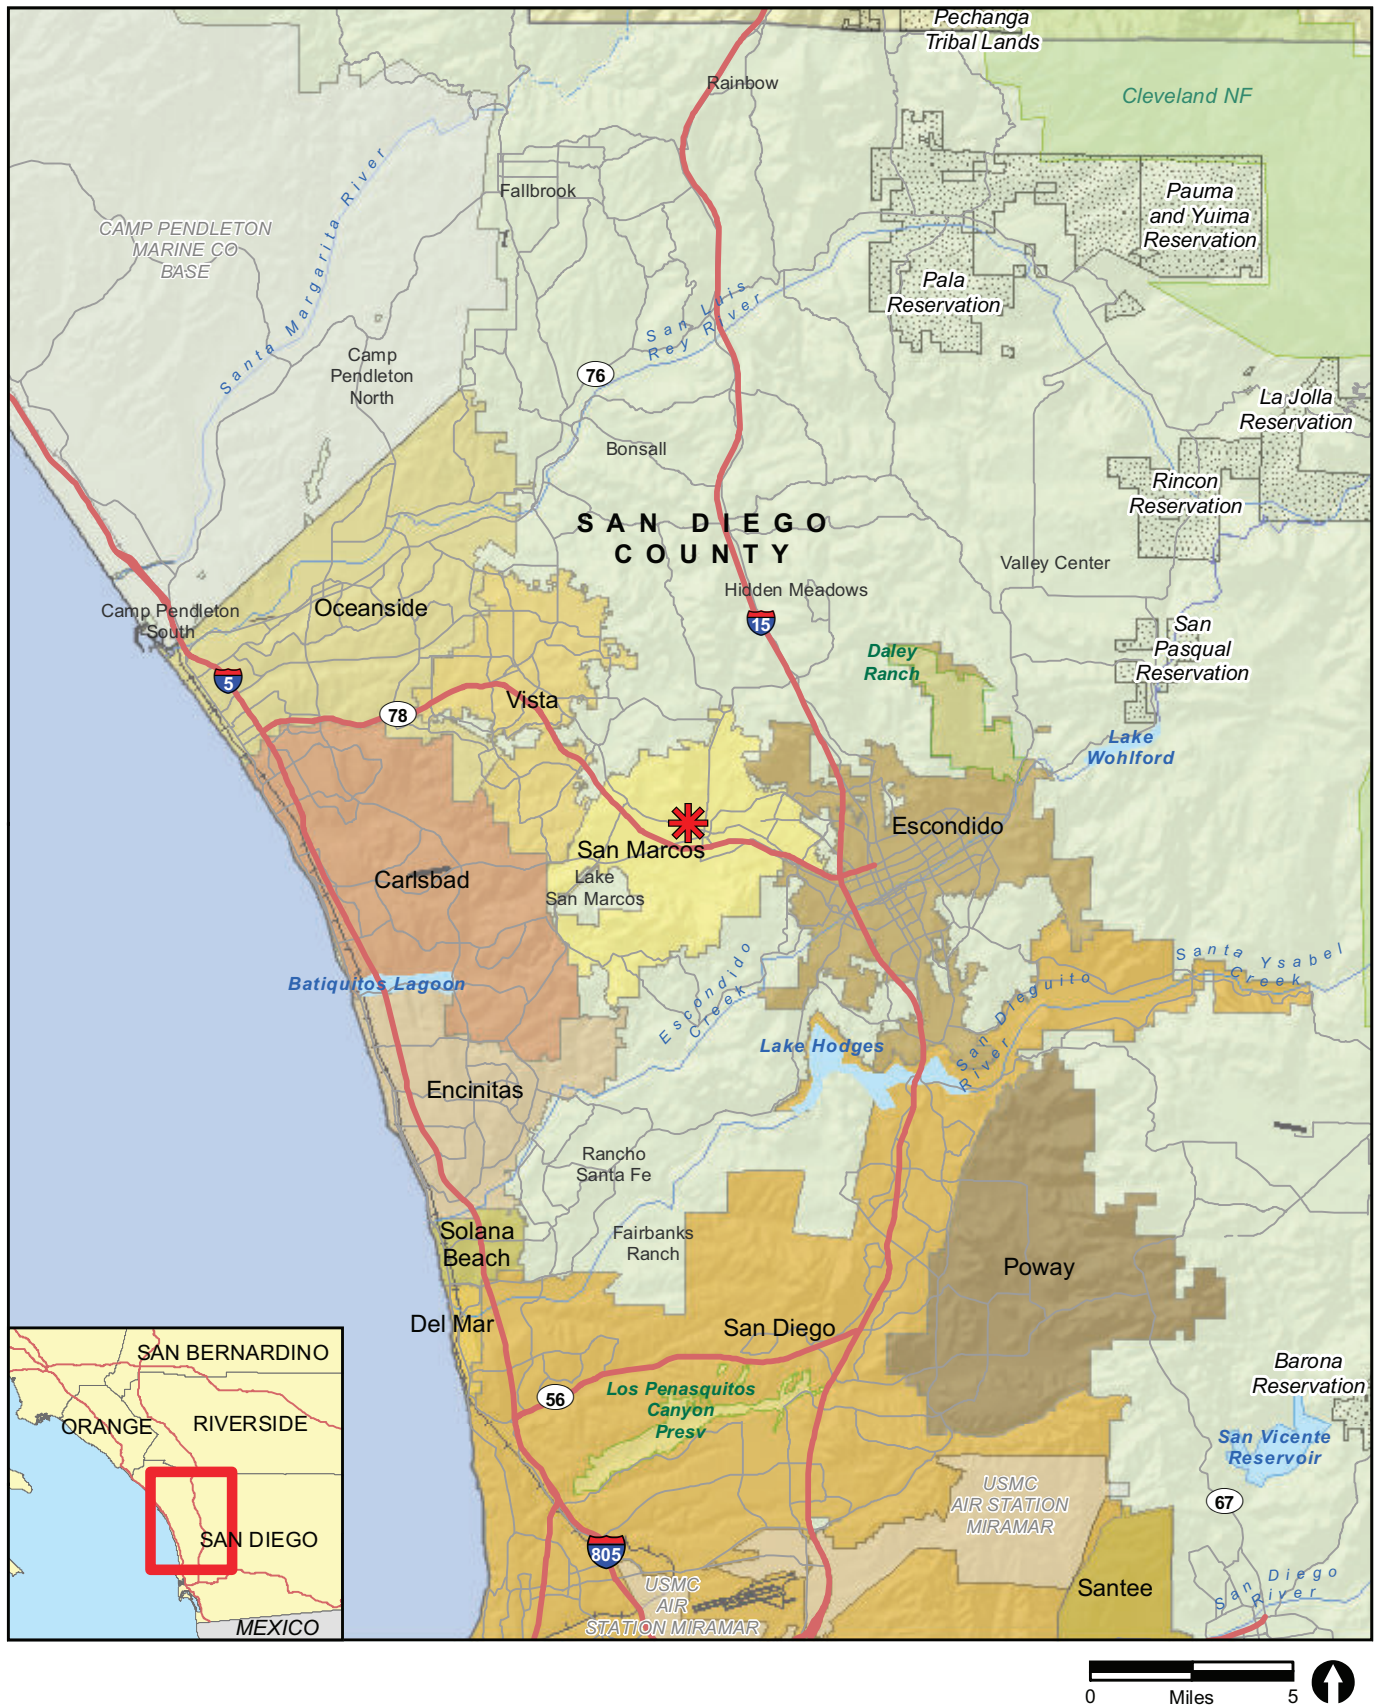 Pechanga
Tribal Lands
Rainbow
Cleveland NF
Santa Margarita River
Fallbrook
Pauma
and Yuima
Reservation
CAMP PENDLETON
MARINE CO
BASE
Pala
Reservation
San Luis
Rey River
Camp
Pendleton
North
76
La Jolla
Reservation
Bonsall
Rincon
Reservation
SAN DIEGO
COUNTY
Valley Center
Hidden Meadows
Oceanside
Camp Pendleton
South
15
San
Pasqual
Reservation
Daley
Ranch
5
Vista
78
Lake
Wohlford
Escondido
San Marcos
Carlsbad
Lake
San Marcos
Santa Ysabel
Creek
Escondido
Creek
Batiquitos Lagoon
San Dieguito
River
Lake Hodges
Encinitas
Rancho
Santa Fe
Solana
Beach
Fairbanks
Ranch
Poway
Del Mar
San Diego
Barona
Reservation
56
Los Penasquitos
Canyon
Presv
San Vicente
Reservoir
USMC
AIR STATION
MIRAMAR
67
805
USMC
AIR
STATION MIRAMAR
Santee
San Diego
River
SAN BERNARDINO
ORANGE
RIVERSIDE
SAN DIEGO
MEXICO
0 Miles 5